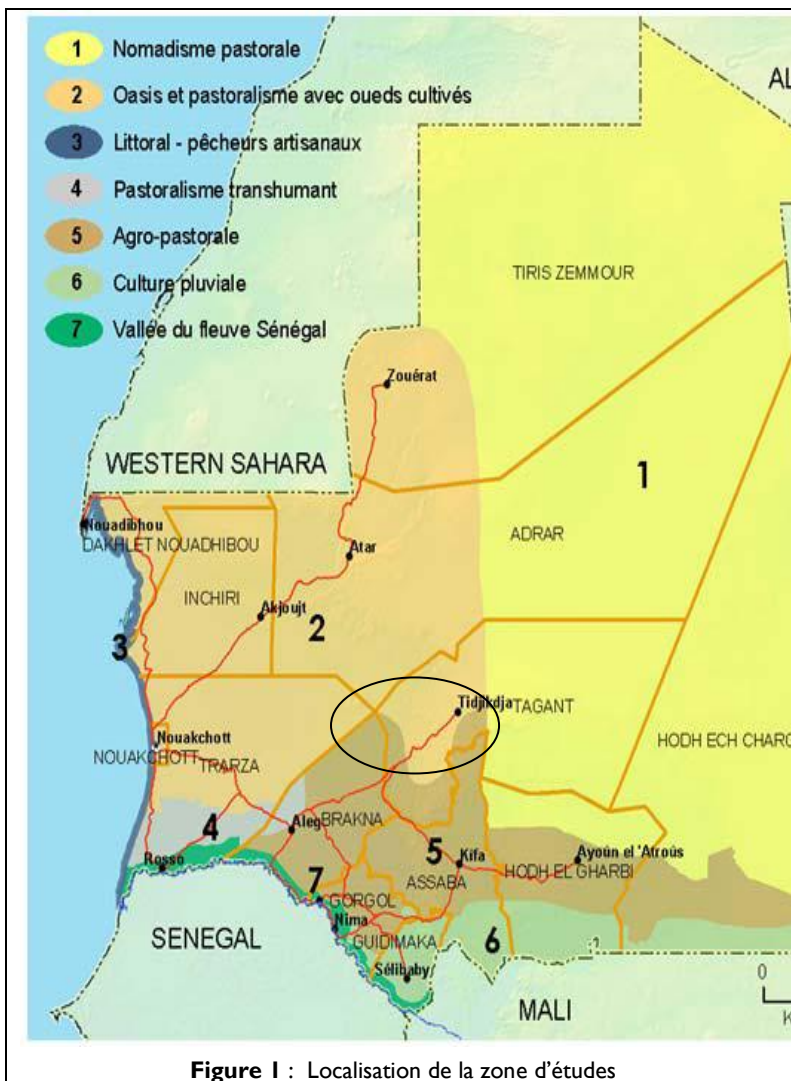 1 Nomadisme pastorale
2 Oasis et pastoralisme avec oueds cultivés
3 Littoral - pêcheurs artisanaux
4 Pastoralisme transhumant
5 Agro-pastorale
6 Culture pluviale
7 Vallée du fleuve Sénégal
AL
TIRIS ZEMMOUR
Zouérat
WESTERN SAHARA
1
Nouadibhou
DAKHLET NOUADHIBOU
ADRAR
Atar
INCHIRI
Akjoujt
2
3
Tidjikdja
TAGANT
Nouakchott
NOUAKCHOTT
TRARZA
HODH ECH CHARG
4
Aleg
BRAKNA
Rosso
5
Kifa
Ayoûn el 'Atroûs
ASSABA
HODH EL GHARBI
7
GORGOL
Nima
SENEGAL
GUIDIMAKA
6
Sélibaby
MALI
0
K
Figure 1 : Localisation de la zone d'études